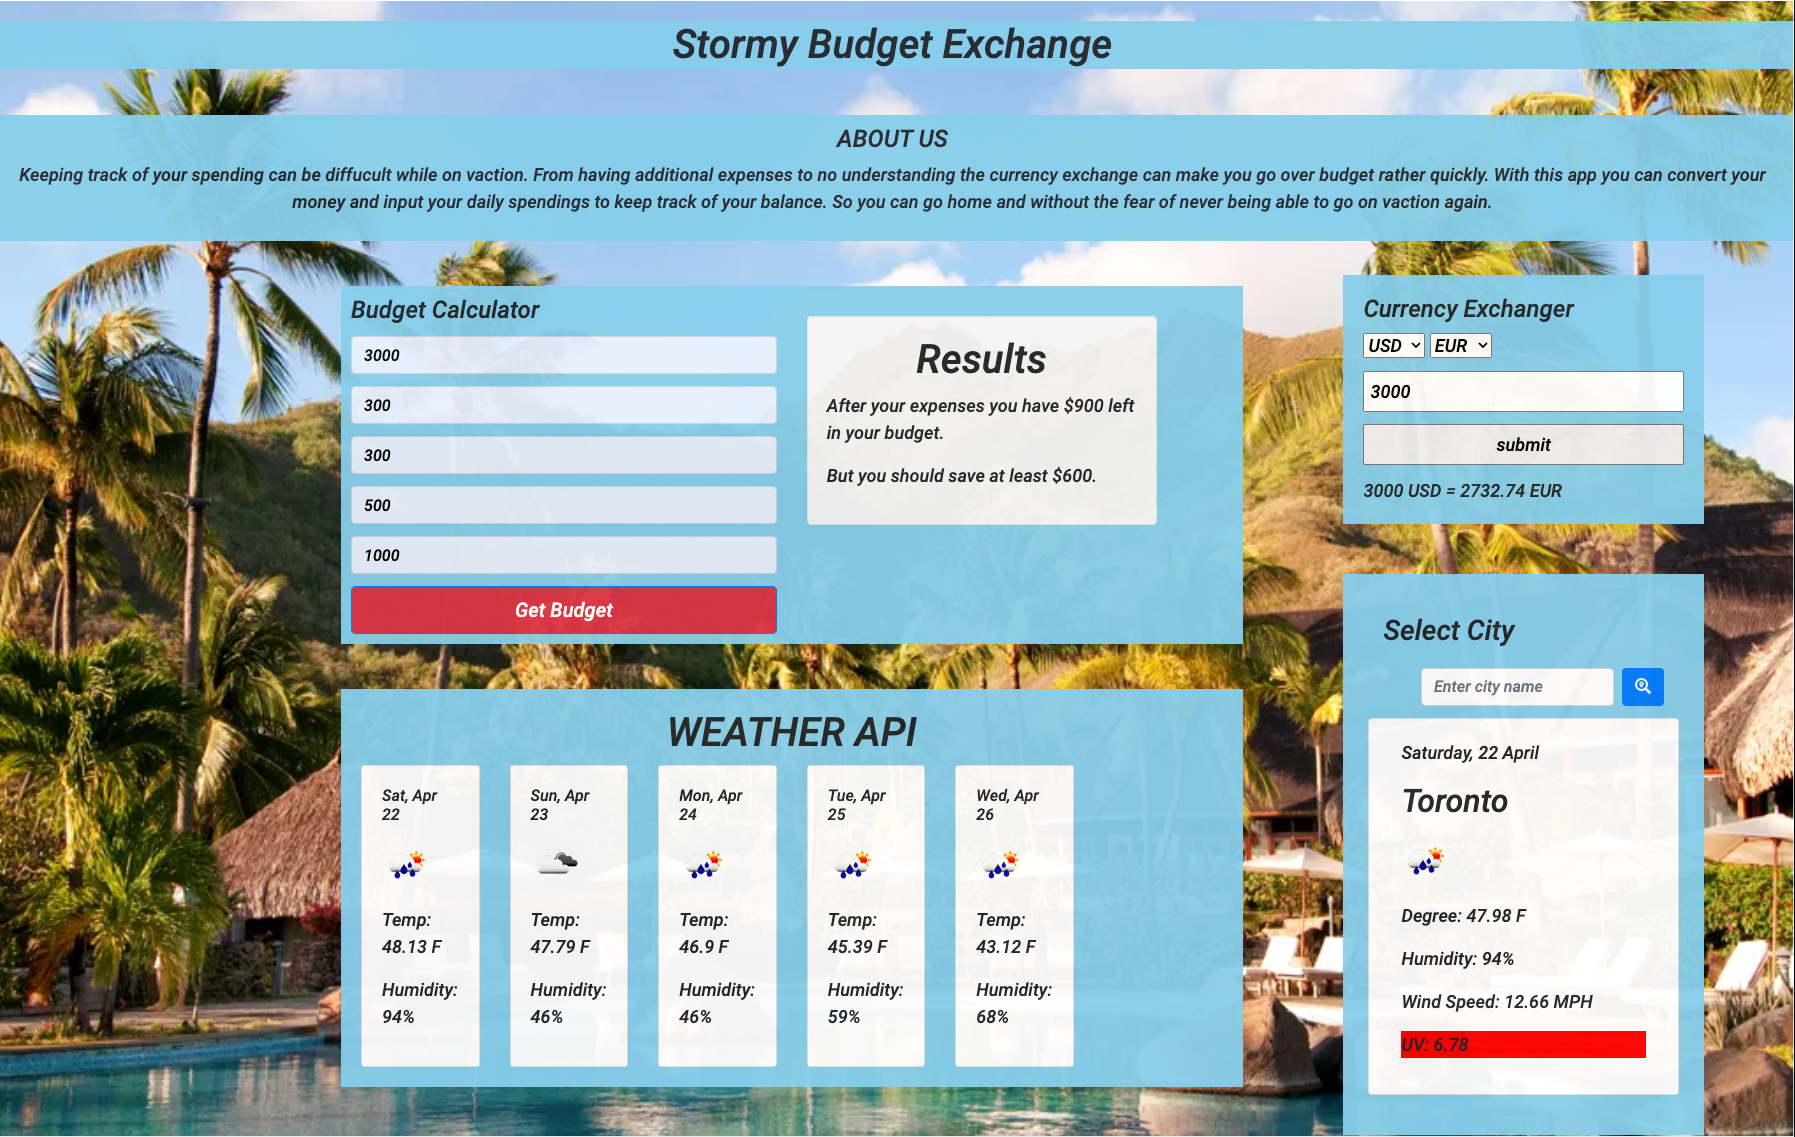 Stormy Budget Exchange
ABOUT US
Keeping track of your spending can be diffucult while on vaction. From having additional expenses to no understanding the currency exchange can make you go over budget rather quickly. With this app you can convert your
money and input your daily spendings to keep track of your balance. So you can go home and without the fear of never being able to go on vaction again.
Budget Calculator
3000
300
300
500
1000
Get Budget
Results
After your expenses you have $900 left
in your budget.
But you should save at least $600.
Currency Exchanger
USD EUR
3000
submit
3000 USD = 2732.74 EUR
WEATHER API
Sat, Apr
22
Temp:
48.13 F
Humidity:
94%
Sun, Apr
23
Temp:
47.79 F
Humidity:
46%
Mon, Apr
24
Temp:
46.9 F
Humidity:
46%
Tue, Apr
25
Temp:
45.39 F
Humidity:
59%
Wed, Apr
26
Temp:
43.12 F
Humidity:
68%
Select City
Enter city name
Saturday, 22 April
Toronto
Degree: 47.98 F
Humidity: 94%
Wind Speed: 12.66 MPH
UV: 6.78